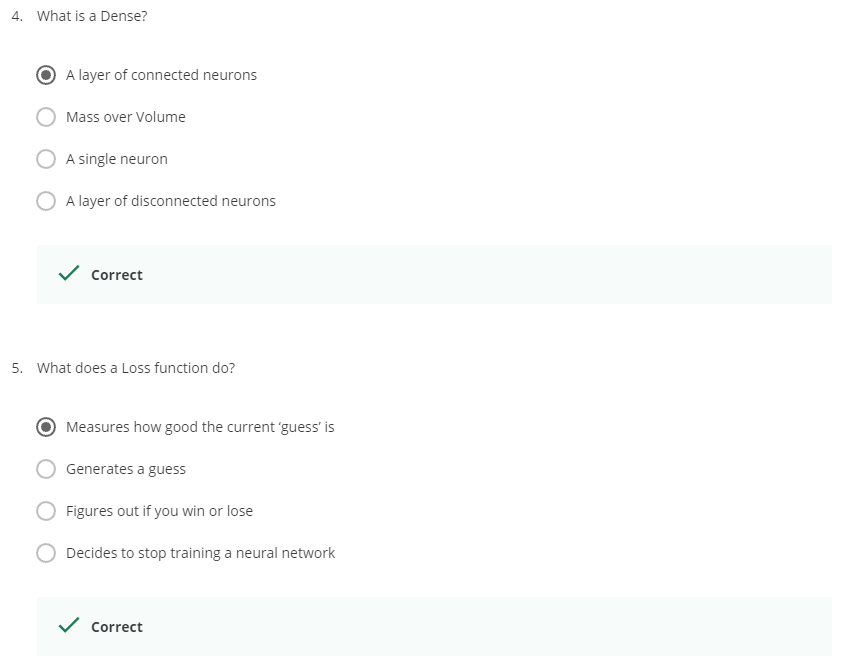 4. What is a Dense?
A layer of connected neurons
Mass over Volume
A single neuron
A layer of disconnected neurons
Correct
5. What does a Loss function do?
Measures how good the current ‘guess’ is
Generates a guess
Figures out if you win or lose
Decides to stop training a neural network
Correct